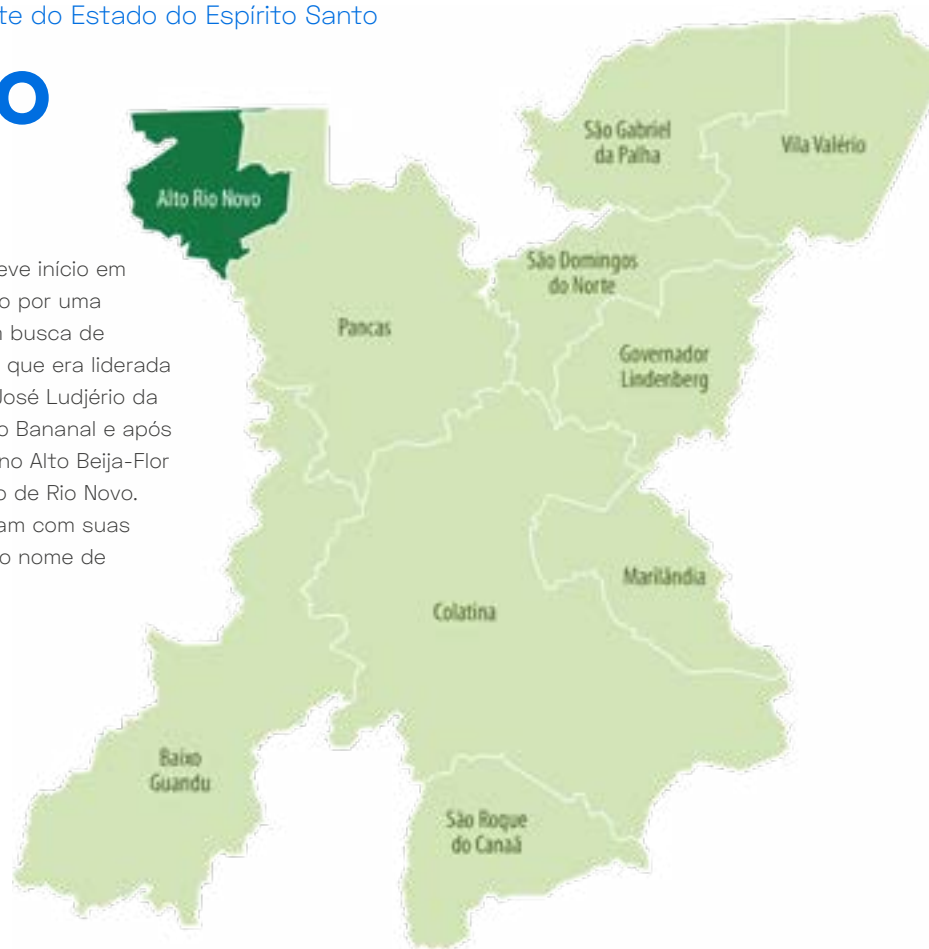 te do Estado do Espírito Santo
o
eve início em
o por uma
busca de
que era liderada
José Ludjério da
o Bananal e após
no Alto Beija-Flor
o de Rio Novo.
am com suas
o nome de
Alto Rio Novo
São Gabriel
da Palha
Vila Valério
São Domingos
do Norte
Pancas
Governador
Lindenberg
Marilândia
Colatina
Baixo
Guandu
São Roque
do Canaã